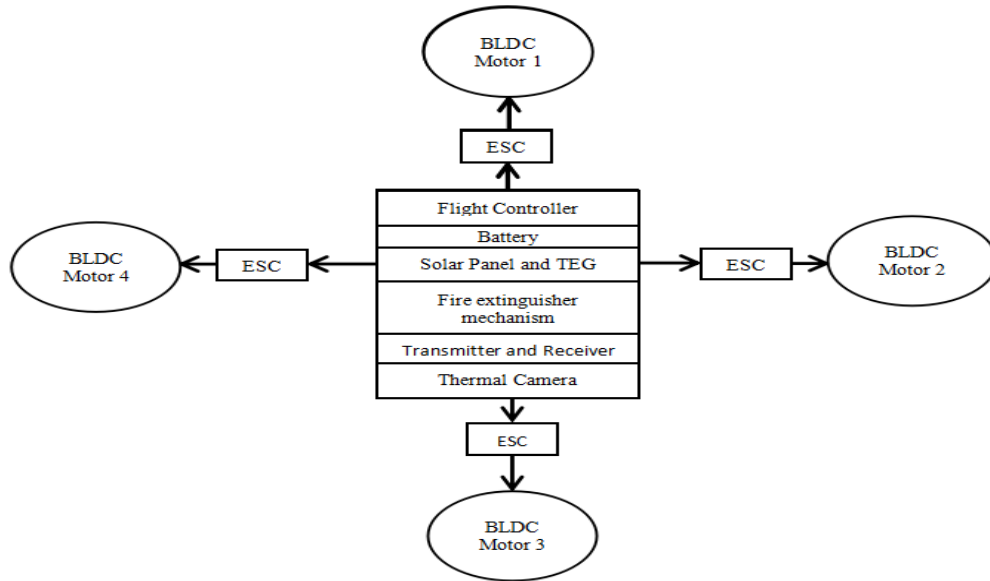 BLDC
Motor 1
ESC
Flight Controller
Battery
Solar Panel and TEG
Fire extinguisher
mechanism
Transmitter and Receiver
Thermal Camera
BLDC
Motor 4
ESC
ESC
BLDC
Motor 2
ESC
BLDC
Motor 3